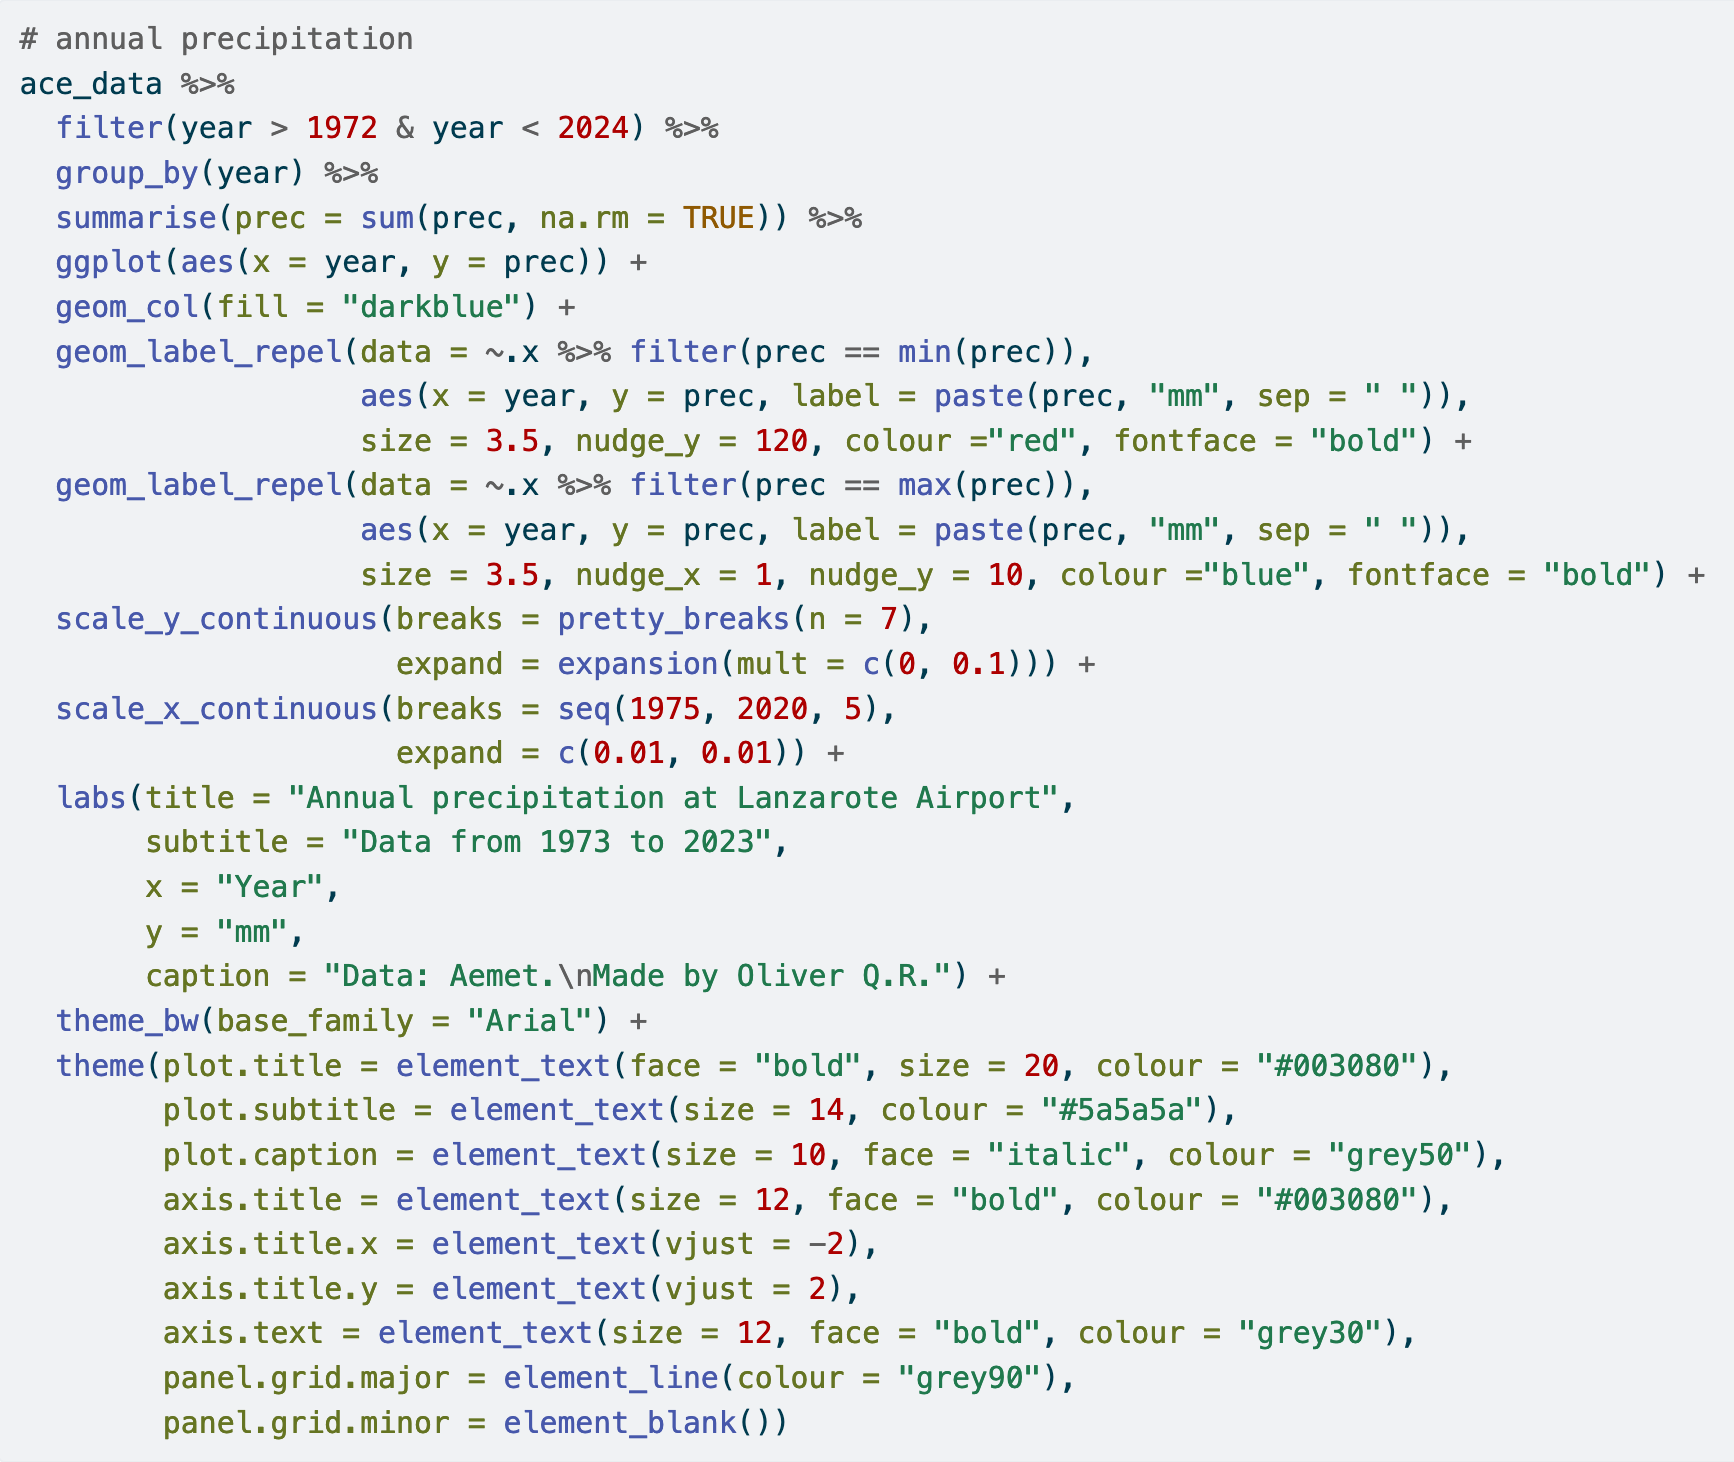 # annual precipitation
ace_data %>%
  filter(year > 1972 & year < 2024) %>%
  group_by(year) %>%
  summarise(prec = sum(prec, na.rm = TRUE)) %>%
  ggplot(aes(x = year, y = prec)) +
  geom_col(fill = "darkblue") +
  geom_label_repel(data = ~.x %>% filter(prec == min(prec)),
                   aes(x = year, y = prec, label = paste(prec, "mm", sep = " ")),
                   size = 3.5, nudge_y = 120, colour ="red", fontface = "bold") +
  geom_label_repel(data = ~.x %>% filter(prec == max(prec)),
                   aes(x = year, y = prec, label = paste(prec, "mm", sep = " ")),
                   size = 3.5, nudge_x = 1, nudge_y = 10, colour ="blue", fontface = "bold") +
  scale_y_continuous(breaks = pretty_breaks(n = 7),
                     expand = expansion(mult = c(0, 0.1))) +
  scale_x_continuous(breaks = seq(1975, 2020, 5),
                     expand = c(0.01, 0.01)) +
  labs(title = "Annual precipitation at Lanzarote Airport",
       subtitle = "Data from 1973 to 2023",
       x = "Year",
       y = "mm",
       caption = "Data: Aemet.\nMade by Oliver Q.R.") +
  theme_bw(base_family = "Arial") +
  theme(plot.title = element_text(face = "bold", size = 20, colour = "#003080"),
        plot.subtitle = element_text(size = 14, colour = "#5a5a5a"),
        plot.caption = element_text(size = 10, face = "italic", colour = "grey50"),
        axis.title = element_text(size = 12, face = "bold", colour = "#003080"),
        axis.title.x = element_text(vjust = −2),
        axis.title.y = element_text(vjust = 2),
        axis.text = element_text(size = 12, face = "bold", colour = "grey30"),
        panel.grid.major = element_line(colour = "grey90"),
        panel.grid.minor = element_blank())